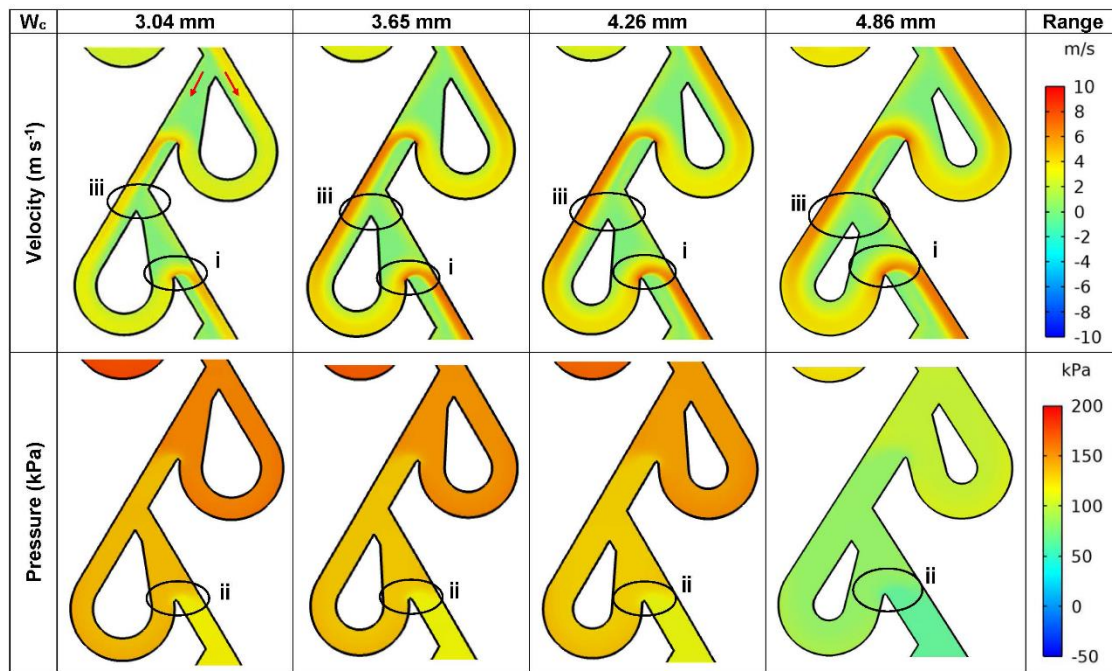 Wc 3.04 mm 3.65 mm 4.26 mm 4.86 mm Range
Velocity (m s-1)
iii i
iii i
iii i
iii i
m/s
10
8
6
4
2
0
-2
-4
-6
-8
-10
Pressure (kPa)
ii
ii
ii
ii
kPa
200
150
100
50
0
-50